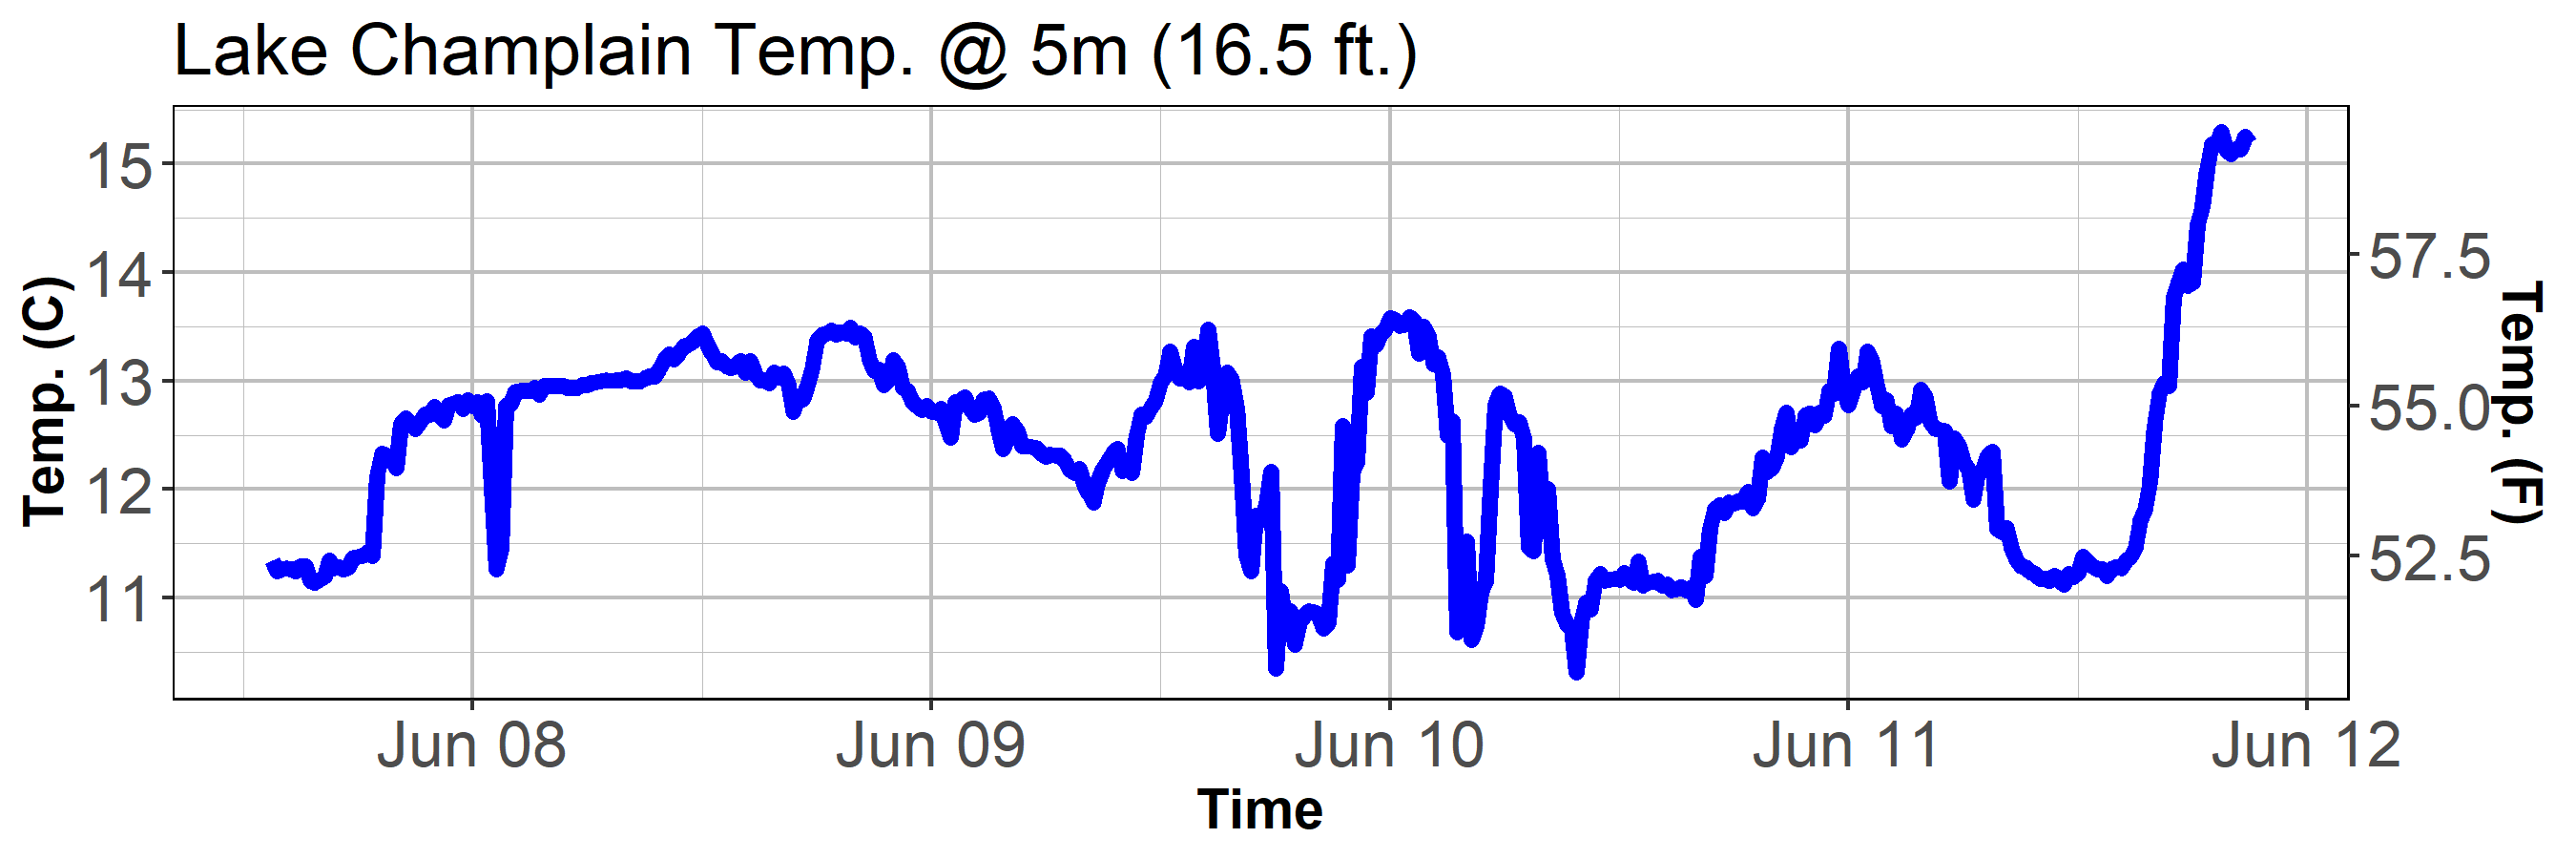 Lake Champlain Temp. @ 5m (16.5 ft.)
Temp. (C)
15
14
13
12
11
57.5
55.0
52.5
Temp. (F)
Jun 08 Jun 09 Jun 10 Jun 11 Jun 12
Time